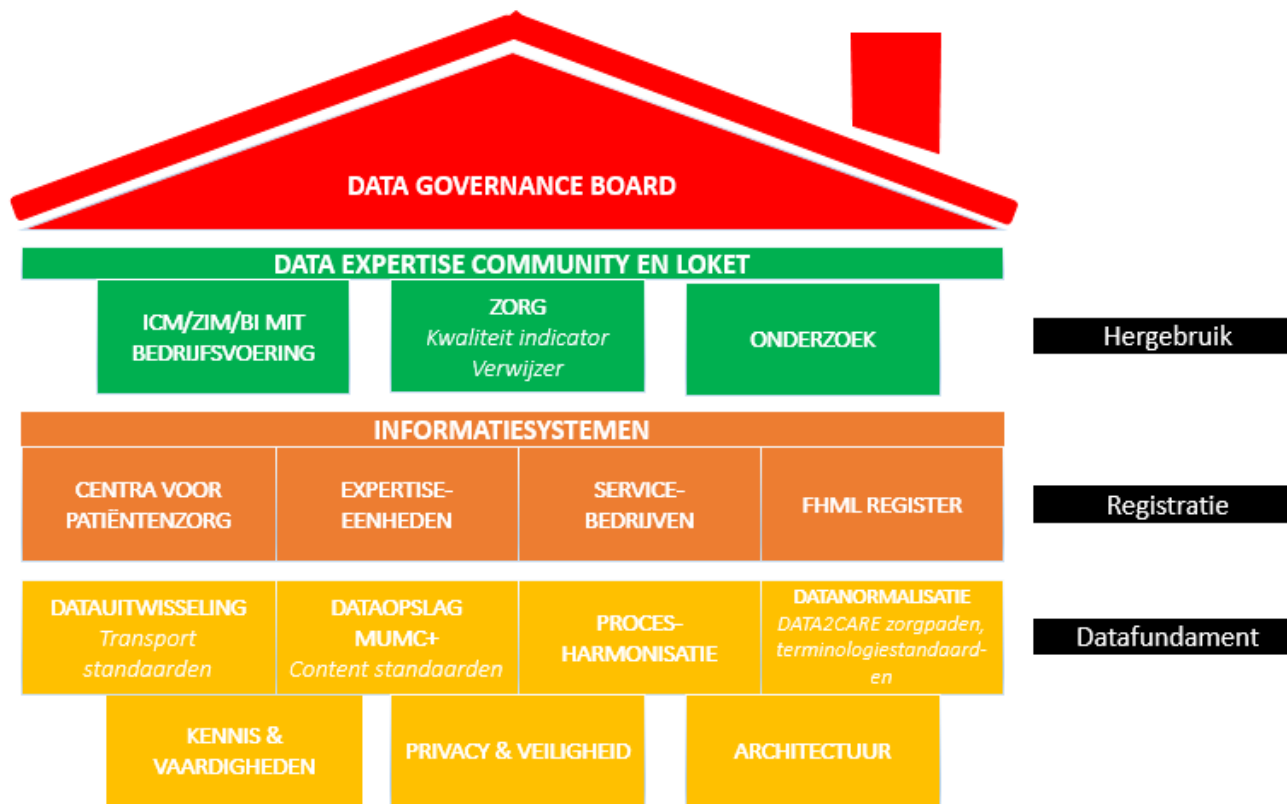 DATA GOVERNANCE BOARD
DATA EXPERTISE COMMUNITY EN LOKET
ICM/ZIM/BI MIT
BEDRIJFSVOERING
ZORG
Kwaliteit indicator
Verwijzer
ONDERZOEK
Hergebruik
INFORMATIESYSTEMEN
CENTRA VOOR
PATIËNTENZORG
EXPERTISE-
EENHEDEN
SERVICE-
BEDRIJVEN
FHML REGISTER
Registratie
DATAUITWISSELING
Transport
standaarden
DATAOPSLAG
MUMC+
Content standaarden
PROCES-
HARMONISATIE
DATANORMALISATIE
DATA2CARE zorgpaden,
terminologiestandaard-
en
Datafundament
KENNIS &
VAARDIGHEDEN
PRIVACY & VEILIGHEID
ARCHITECTUUR